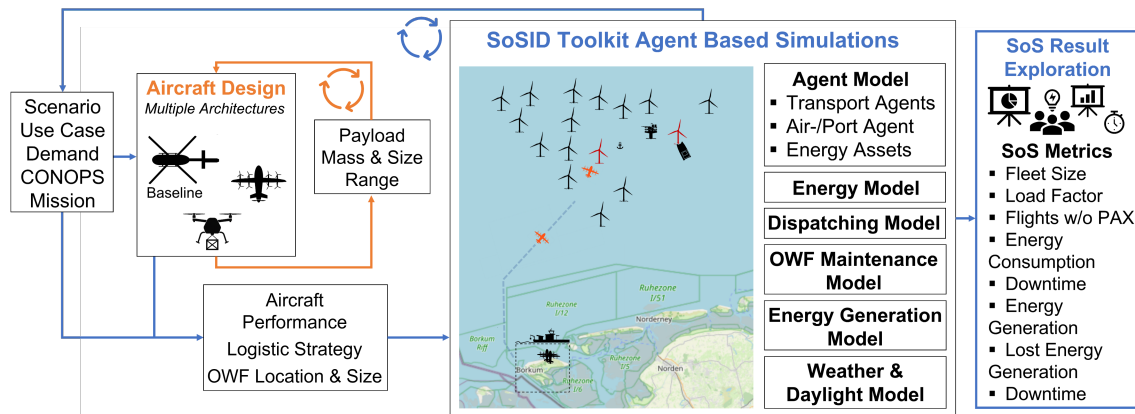 Scenario
Use Case
Demand
CONOPS
Mission
Aircraft Design
Multiple Architectures
Baseline
Payload
Mass & Size
Range
Aircraft
Performance
Logistic Strategy
OWF Location & Size
SoSID Toolkit Agent Based Simulations
Ruhezone
I/12
Ruhezone
I/51
Norderney
Borkum
Riff
Ruhezone
I/5
Borkum
Ruhezone
I/6
Norden
Agent Model
▪ Transport Agents
▪ Air-/Port Agent
▪ Energy Assets
Energy Model
Dispatching Model
OWF Maintenance
Model
Energy Generation
Model
Weather &
Daylight Model
SoS Result
Exploration
SoS Metrics
▪ Fleet Size
▪ Load Factor
▪ Flights w/o PAX
▪ Energy
Consumption
▪ Downtime
▪ Energy
Generation
▪ Lost Energy
Generation
▪ Downtime